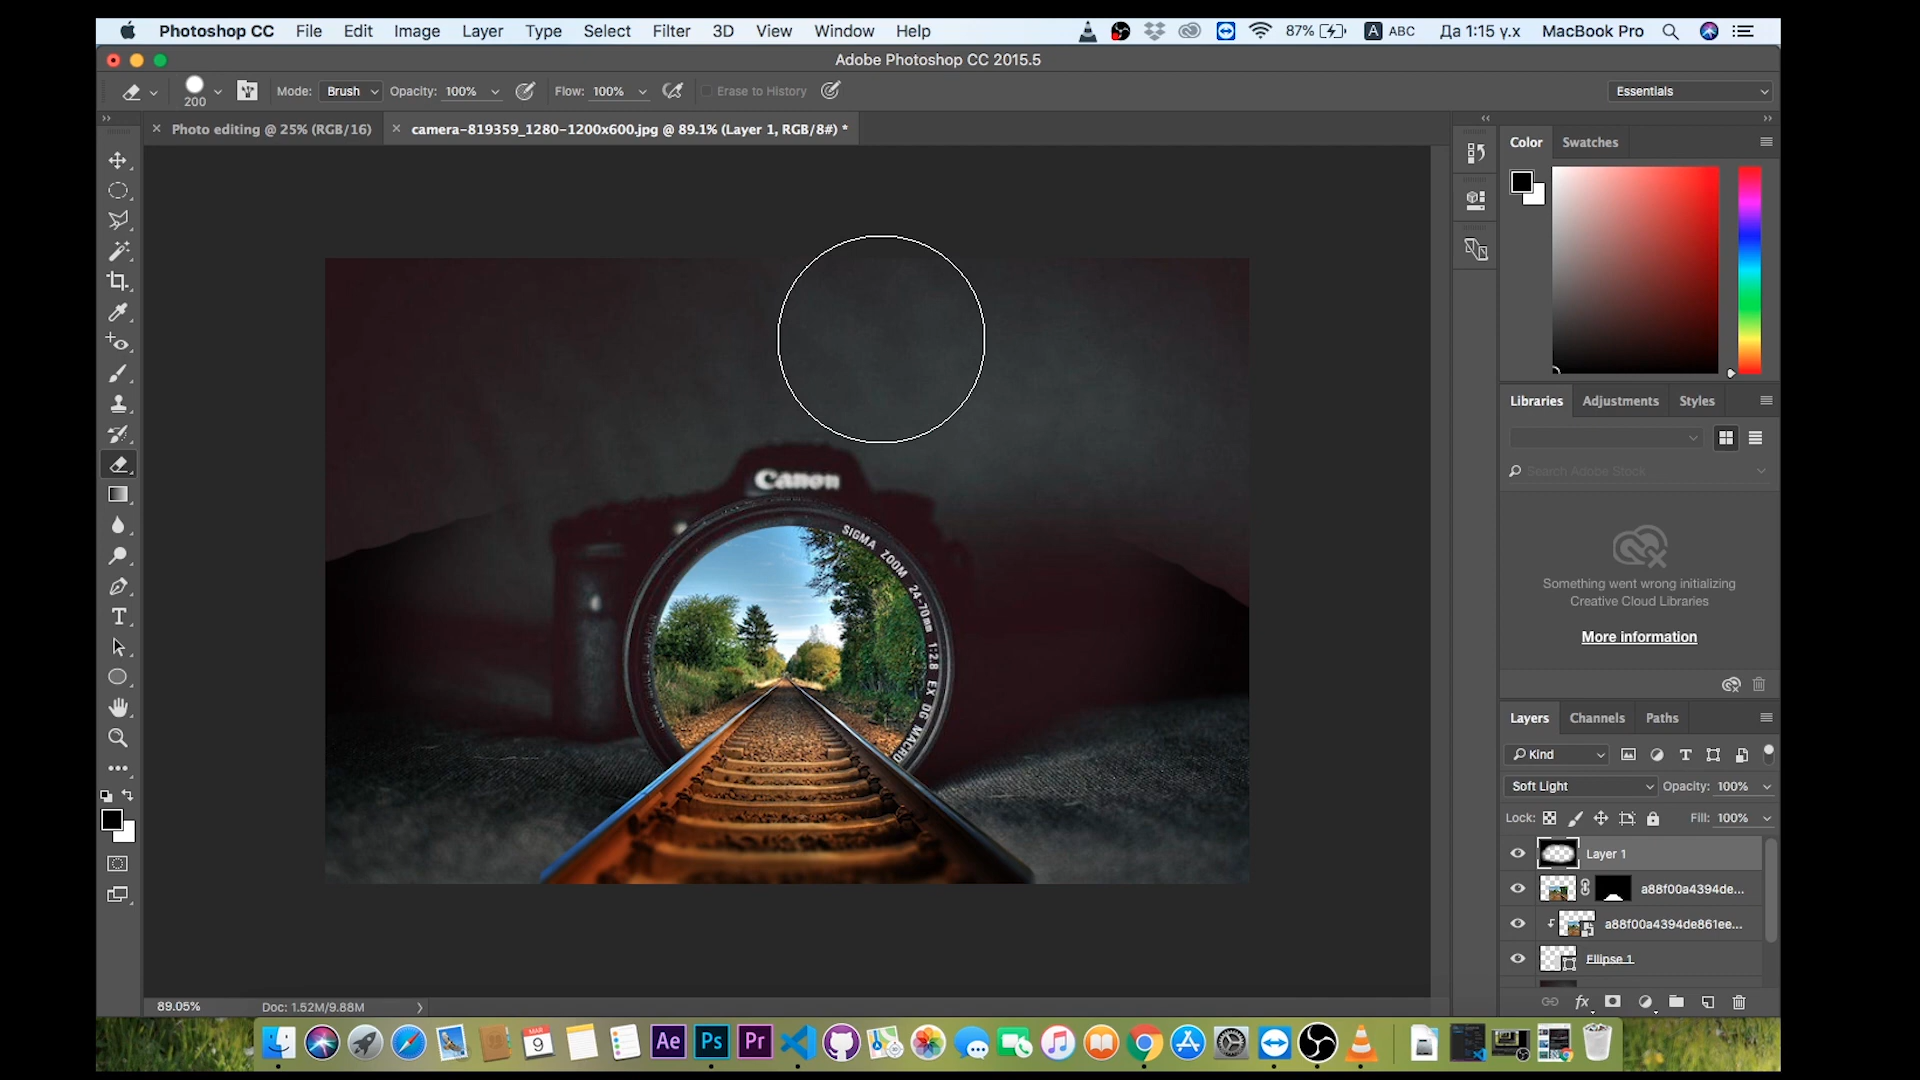 Photoshop CC File Edit Image Layer Type Select Filter 3D View Window Help 87% A ABC Да 1:15 γ.х MacBook Pro
Adobe Photoshop CC 2015.5
200 Mode: Brush Opacity: 100% Flow: 100% Erase to History Essentials
Photo editing @ 25% (RGB/16) camera-819359_1280-1200x600.jpg @ 89.1% (Layer 1, RGB/8#) *
Color Swatches
Libraries Adjustments Styles
Search Adobe Stock
Canon
SIGMA ZOOM 24-70mm 1:2.8 EX DG MACRO
Something went wrong initializing
Creative Cloud Libraries
More information
Layers Channels Paths
Kind
Soft Light Opacity: 100%
Lock: Fill: 100%
Layer 1
a88f00a4394de...
a88f00a4394de861ee...
Ellipse 1
fx
89.05% Doc: 1.52M/9.88M
MAR
9
Ae Ps Pr